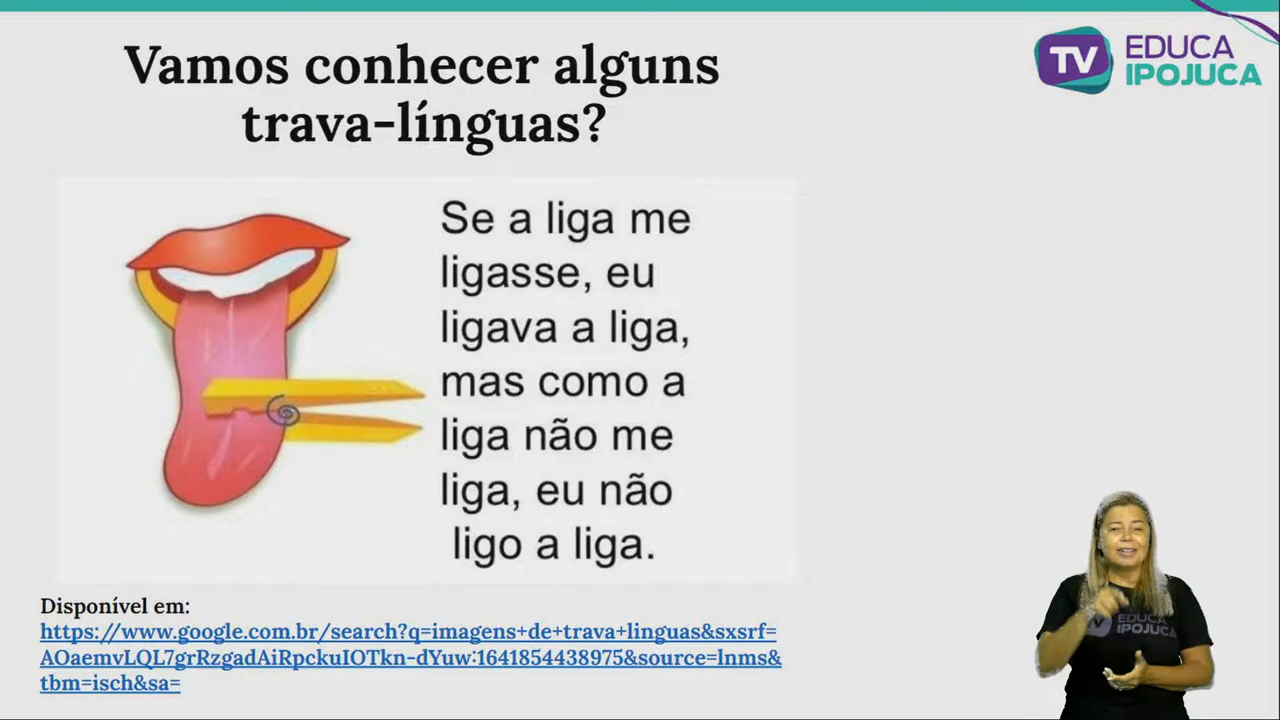 Vamos conhecer alguns
trava-línguas?
TV EDUCA
IPOJUCA
Se a liga me
ligasse, eu
ligava a liga,
mas como a
liga não me
liga, eu não
ligo a liga.
Disponível em:
https://www.google.com.br/search?q=imagens+de+trava+linguas&sxsrf=
AOaemvLQL7grRzgadAiRpckuIOTkn-dYuw:1641854438975&source=lnms&
tbm=isch&sa=
EDUCA
IPOJUCA